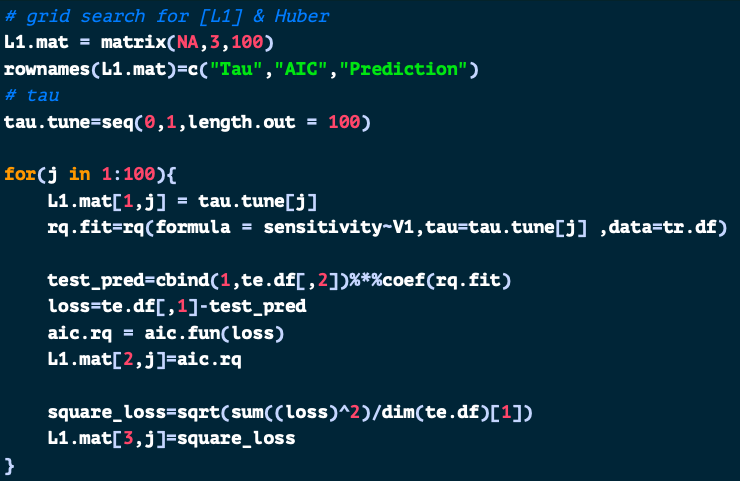 # grid search for [L1] & Huber
L1.mat = matrix(NA,3,100)
rownames(L1.mat)=c("Tau","AIC","Prediction")
# tau
tau.tune=seq(0,1,length.out = 100)
for(j in 1:100){
L1.mat[1,j] = tau.tune[j]
rq.fit=rq(formula = sensitivity~V1,tau=tau.tune[j] ,data=tr.df)
test_pred=cbind(1,te.df[,2])%*%coef(rq.fit)
loss=te.df[,1]-test_pred
aic.rq = aic.fun(loss)
L1.mat[2,j]=aic.rq
square_loss=sqrt(sum((loss)^2)/dim(te.df)[1])
L1.mat[3,j]=square_loss
}